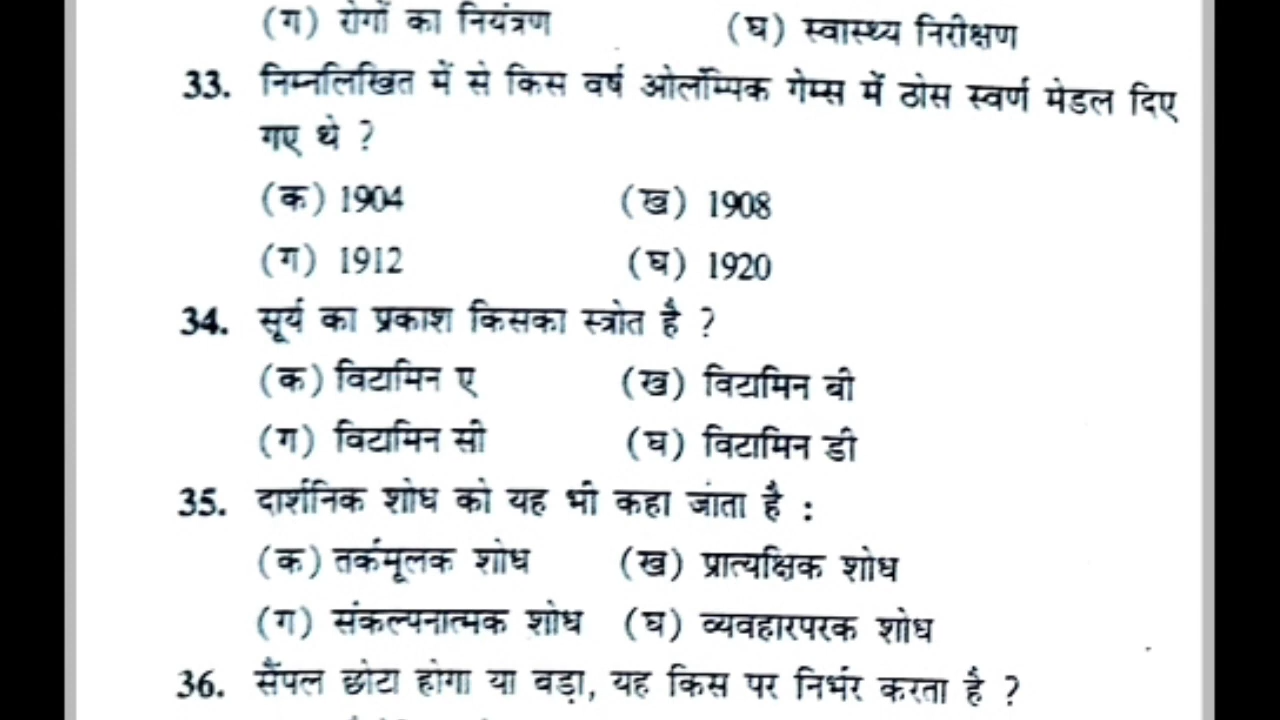 (ग) रोगों का नियंत्रण (घ) स्वास्थ्य निरीक्षण
33. निम्नलिखित में से किस वर्ष ओलॅम्पिक गेम्स में ठोस स्वर्ण मेडल दिए
गए थे ?
(क) 1904 (ख) 1908
(ग) 1912 (घ) 1920
34. सूर्य का प्रकाश किसका स्त्रोत है ?
(क) विटामिन ए (ख) विटामिन बी
(ग) विटामिन सी (घ) विटामिन डी
35. दार्शनिक शोध को यह भी कहा जाता है :
(क) तर्कमूलक शोध (ख) प्रात्यक्षिक शोध
(ग) संकल्पनात्मक शोध (घ) व्यवहारपरक शोध
36. सैंपल छोटा होगा या बड़ा, यह किस पर निर्भर करता है ?